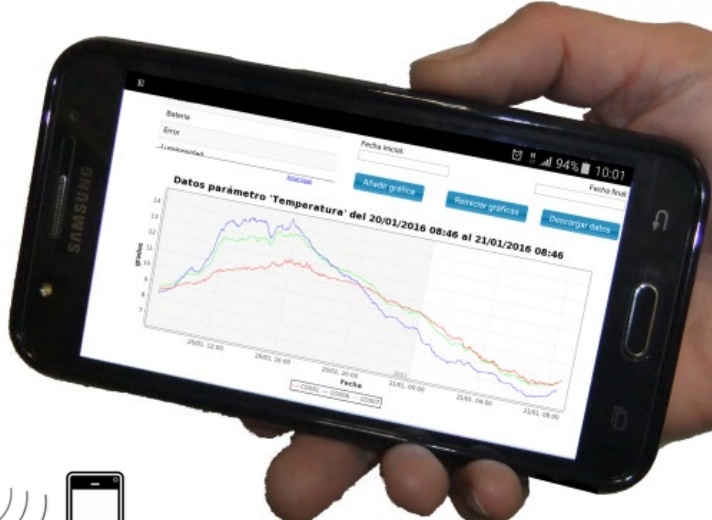 SAMSUNG
94% 10:01
Batería
Error
Luminosidad
Fecha Inicial:
Fecha final
Añadir gráfica
Reiniciar gráficas
Descargar datos
Datos parámetro 'Temperatura' del 20/01/2016 08:46 al 21/01/2016 08:46
14
13
12
11
10
9
8
7
grados
20/01, 12:00
20/01, 16:00
20/01, 20:00
21/01, 00:00
21/01, 04:00
21/01, 08:00
Fecha